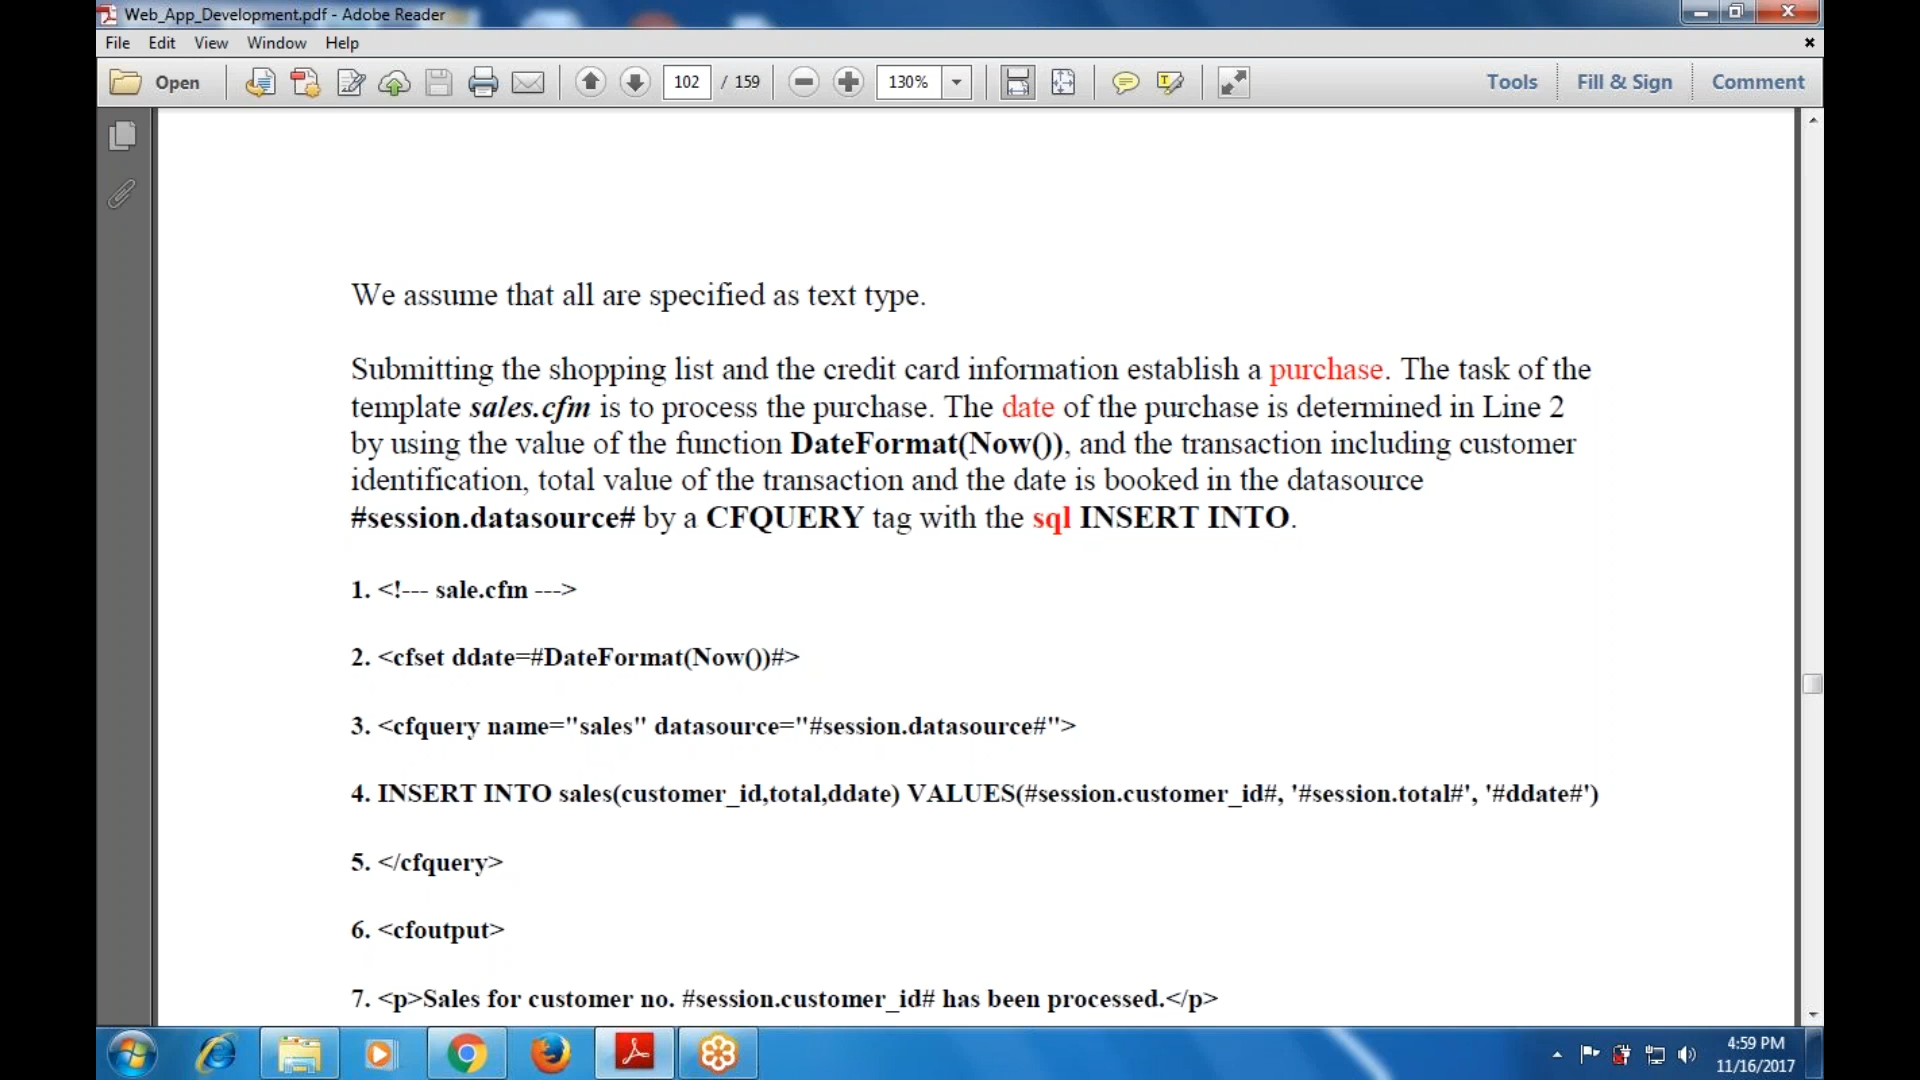 Web_App_Development.pdf - Adobe Reader
File Edit View Window Help
Open 102 / 159 130% Tools Fill & Sign Comment
We assume that all are specified as text type.
Submitting the shopping list and the credit card information establish a purchase. The task of the
template sales.cfm is to process the purchase. The date of the purchase is determined in Line 2
by using the value of the function DateFormat(Now()), and the transaction including customer
identification, total value of the transaction and the date is booked in the datasource
#session.datasource# by a CFQUERY tag with the sql INSERT INTO.
1. <!--- sale.cfm --->
2. <cfset ddate=#DateFormat(Now())#>
3. <cfquery name="sales" datasource="#session.datasource#">
4. INSERT INTO sales(customer_id,total,ddate) VALUES(#session.customer_id#, '#session.total#', '#ddate#')
5. </cfquery>
6. <cfoutput>
7. <p>Sales for customer no. #session.customer_id# has been processed.</p>
4:59 PM
11/16/2017